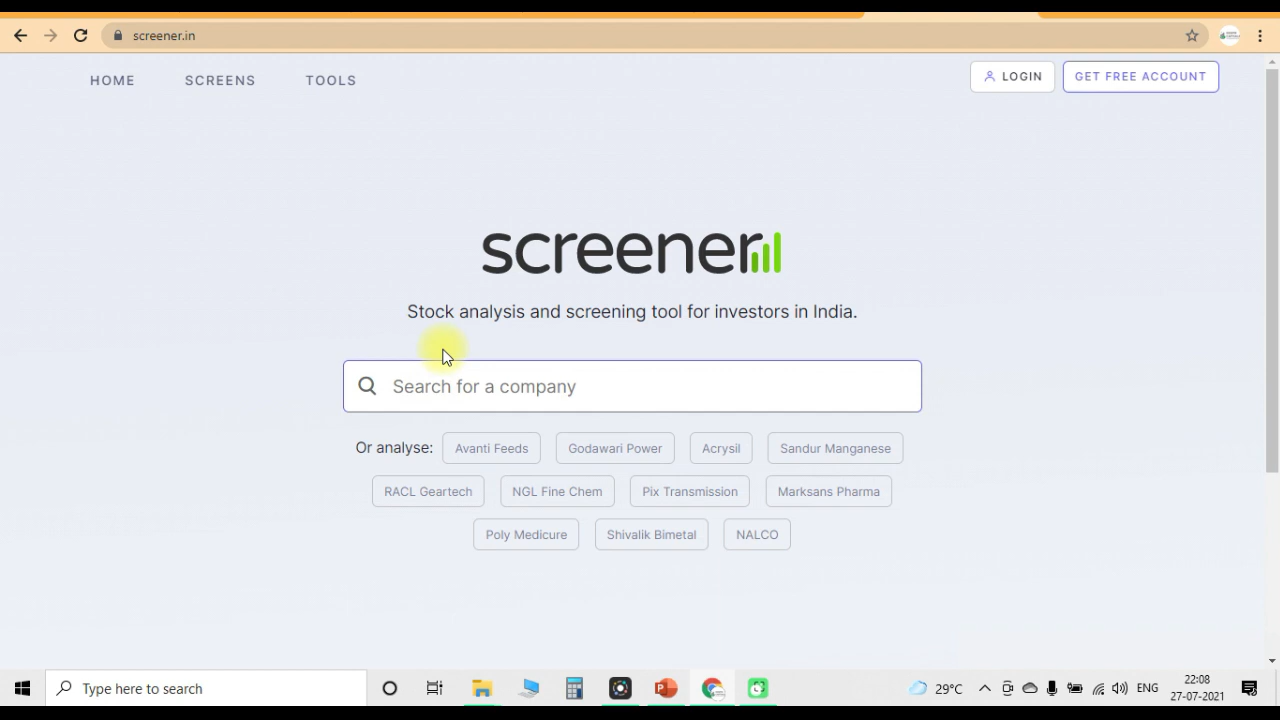 screener.in
HOME SCREENS TOOLS LOGIN GET FREE ACCOUNT
screener
Stock analysis and screening tool for investors in India.
Search for a company
Or analyse: Avanti Feeds Godawari Power Acrysil Sandur Manganese
RACL Geartech NGL Fine Chem Pix Transmission Marksans Pharma
Poly Medicure Shivalik Bimetal NALCO
Type here to search 29°C ENG 22:08
27-07-2021